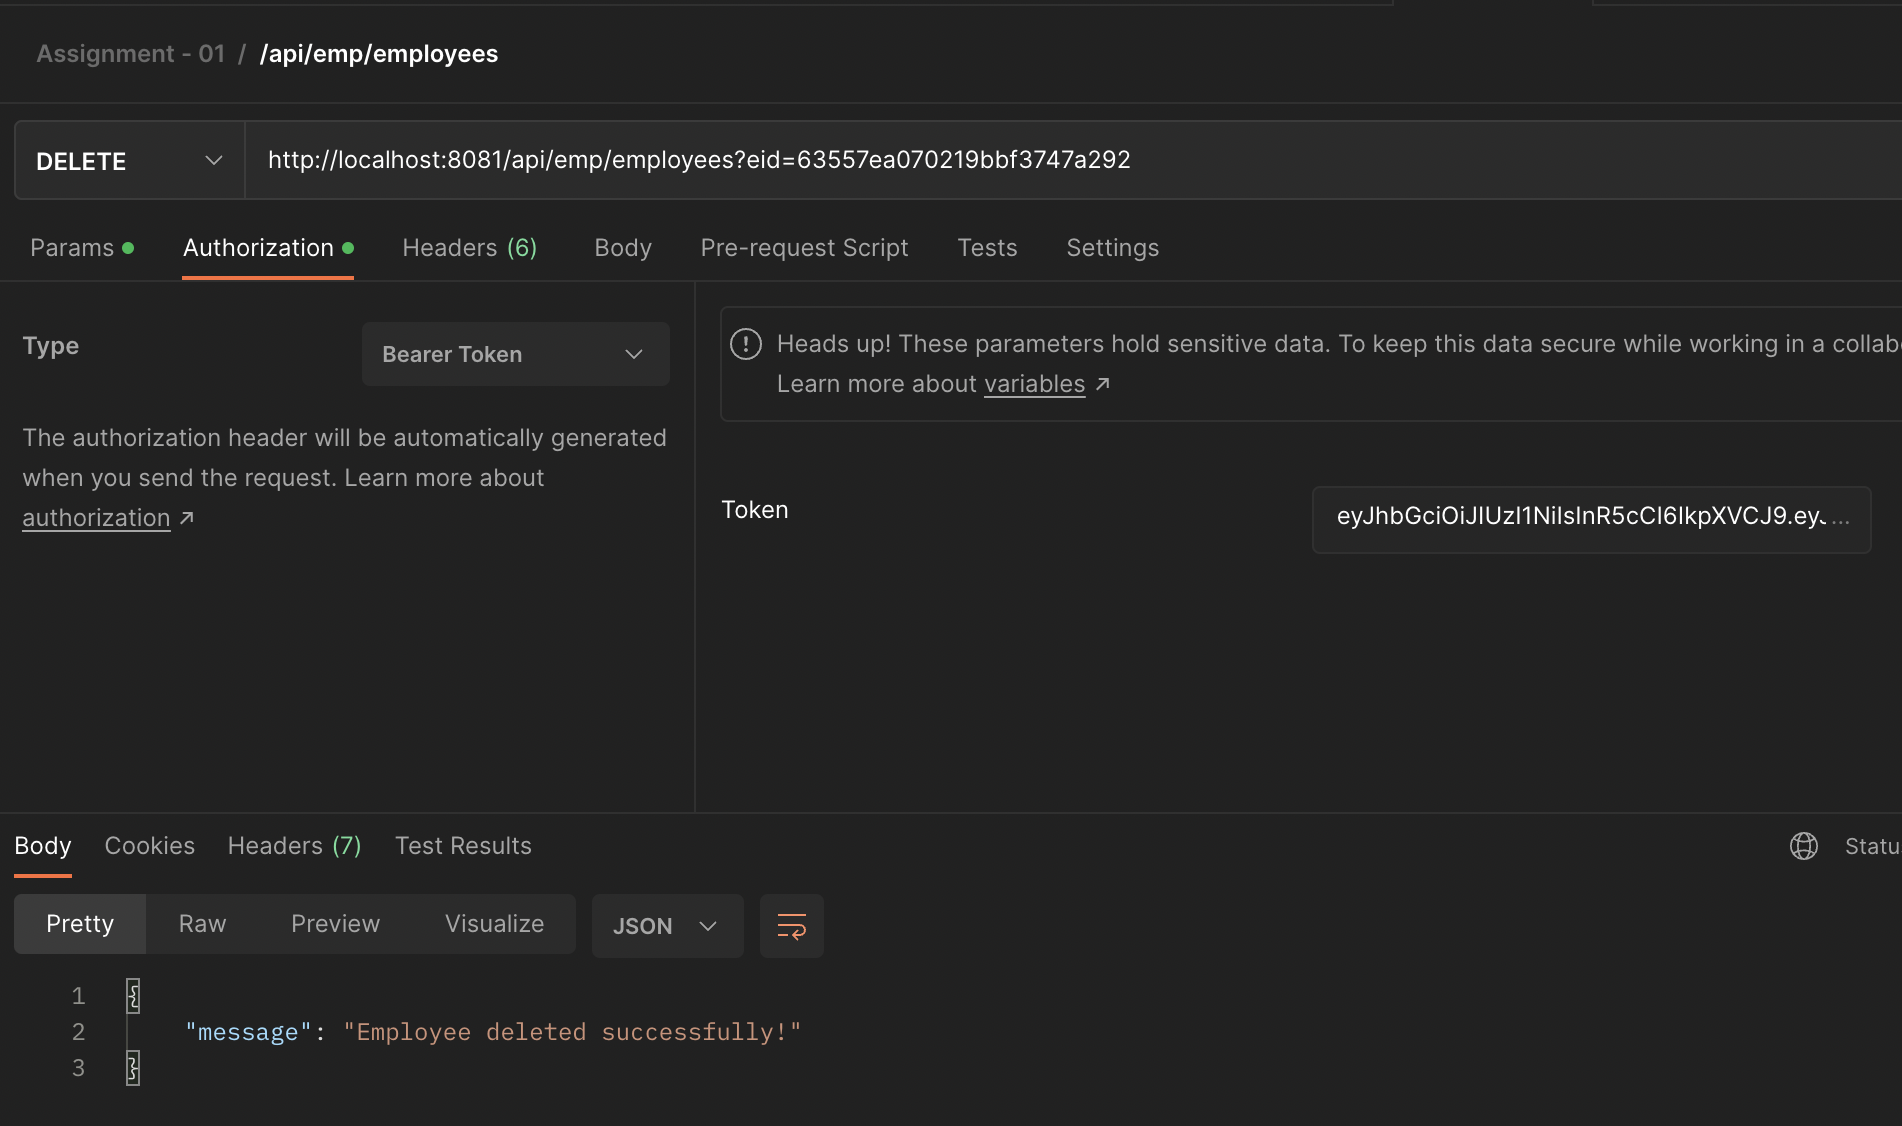 Assignment - 01 / /api/emp/employees
DELETE http://localhost:8081/api/emp/employees?eid=63557ea070219bbf3747a292
Params Authorization Headers (6) Body Pre-request Script Tests Settings
Type Bearer Token
The authorization header will be automatically generated
when you send the request. Learn more about
authorization ↗
Heads up! These parameters hold sensitive data. To keep this data secure while working in a collab
Learn more about variables ↗
Token eyJhbGciOiJIUzI1NiIsInR5cCI6IkpXVCJ9.eyJ...
Body Cookies Headers (7) Test Results Statu
Pretty Raw Preview Visualize JSON
1 {
2 "message": "Employee deleted successfully!"
3 }